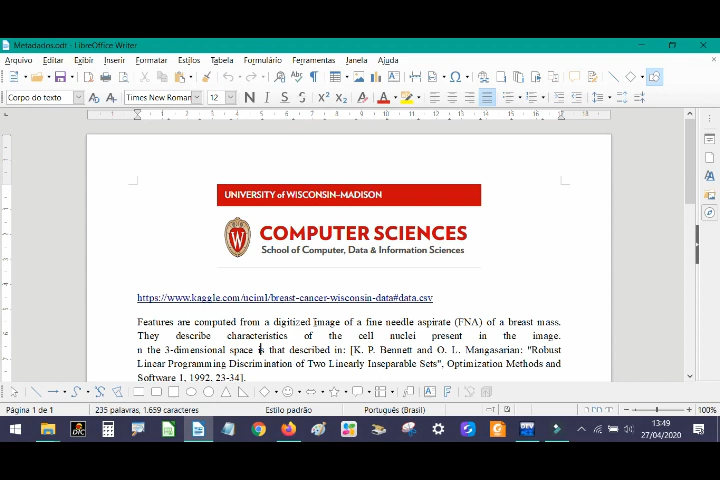 Metadados.odt - LibreOffice Writer
Arquivo Editar Exibir Inserir Formatar Estilos Tabela Formulário Ferramentas Janela Ajuda
Corpo do texto Times New Roman 12
UNIVERSITY of WISCONSIN–MADISON
W COMPUTER SCIENCES
School of Computer, Data & Information Sciences
https://www.kaggle.com/uciml/breast-cancer-wisconsin-data#data.csv
Features are computed from a digitized image of a fine needle aspirate (FNA) of a breast mass.
They describe characteristics of the cell nuclei present in the image.
n the 3-dimensional space is that described in: [K. P. Bennett and O. L. Mangasarian: "Robust
Linear Programming Discrimination of Two Linearly Inseparable Sets", Optimization Methods and
Software 1, 1992, 23-34].
Página 1 de 1 235 palavras, 1.659 caracteres Estilo padrão Português (Brasil) 100%
13:49
27/04/2020